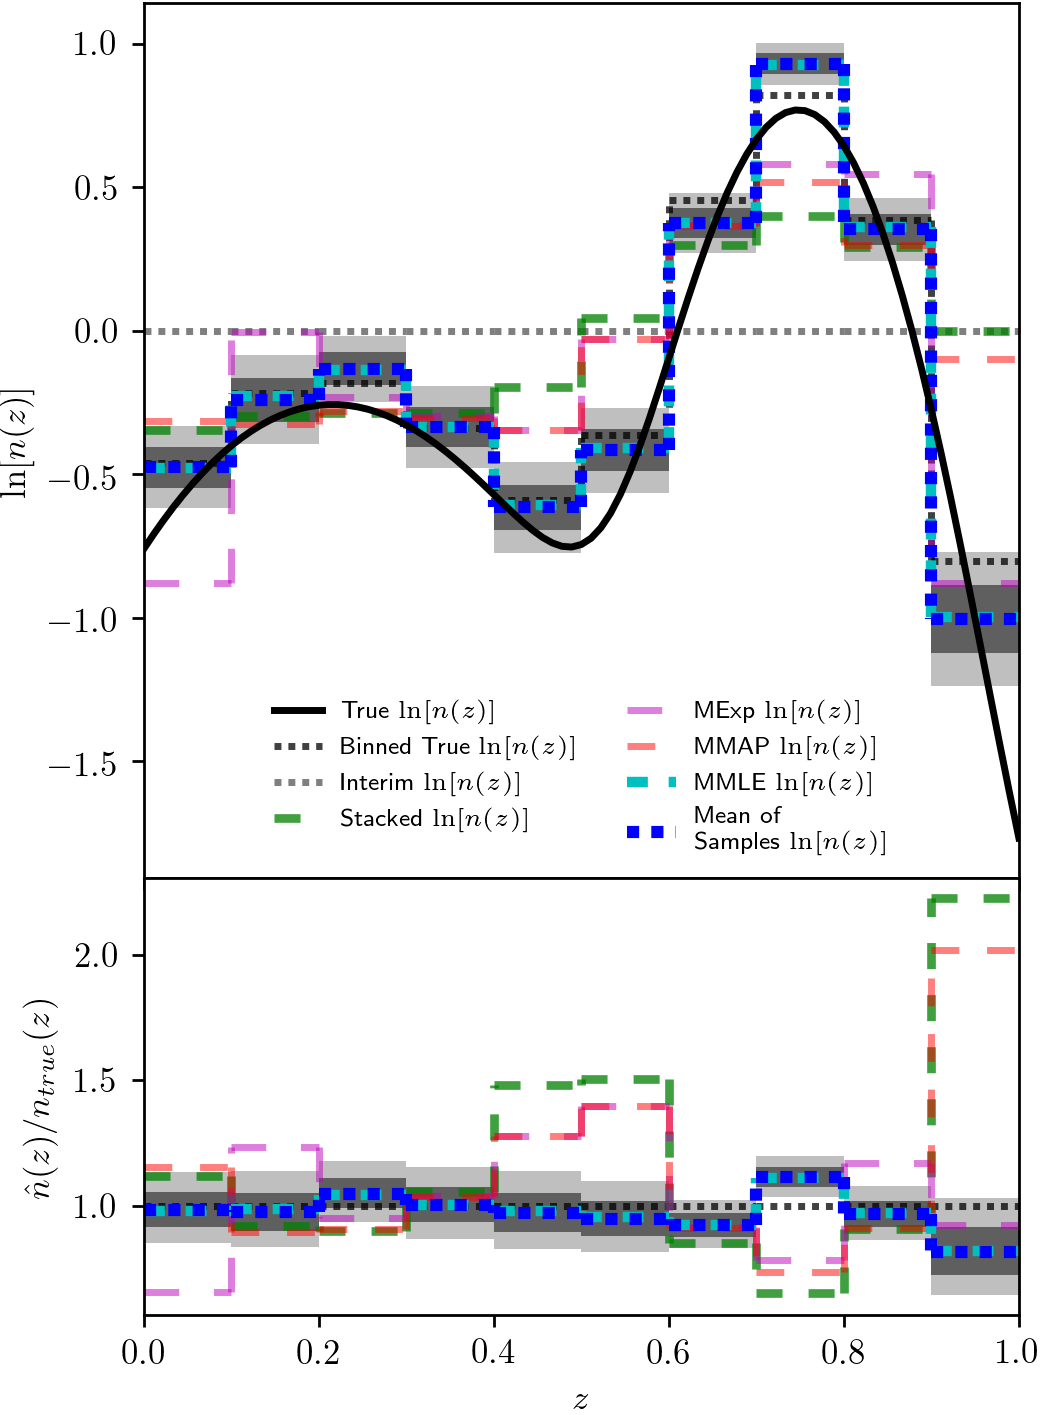 1.0
0.5
0.0
−0.5
−1.0
−1.5
ln[n(z)]
True ln[n(z)]
Binned True ln[n(z)]
Interim ln[n(z)]
Stacked ln[n(z)]
MExp ln[n(z)]
MMAP ln[n(z)]
MMLE ln[n(z)]
Mean of
Samples ln[n(z)]
2.0
1.5
1.0
n̂(z)/n_{true}(z)
0.0 0.2 0.4 0.6 0.8 1.0
z